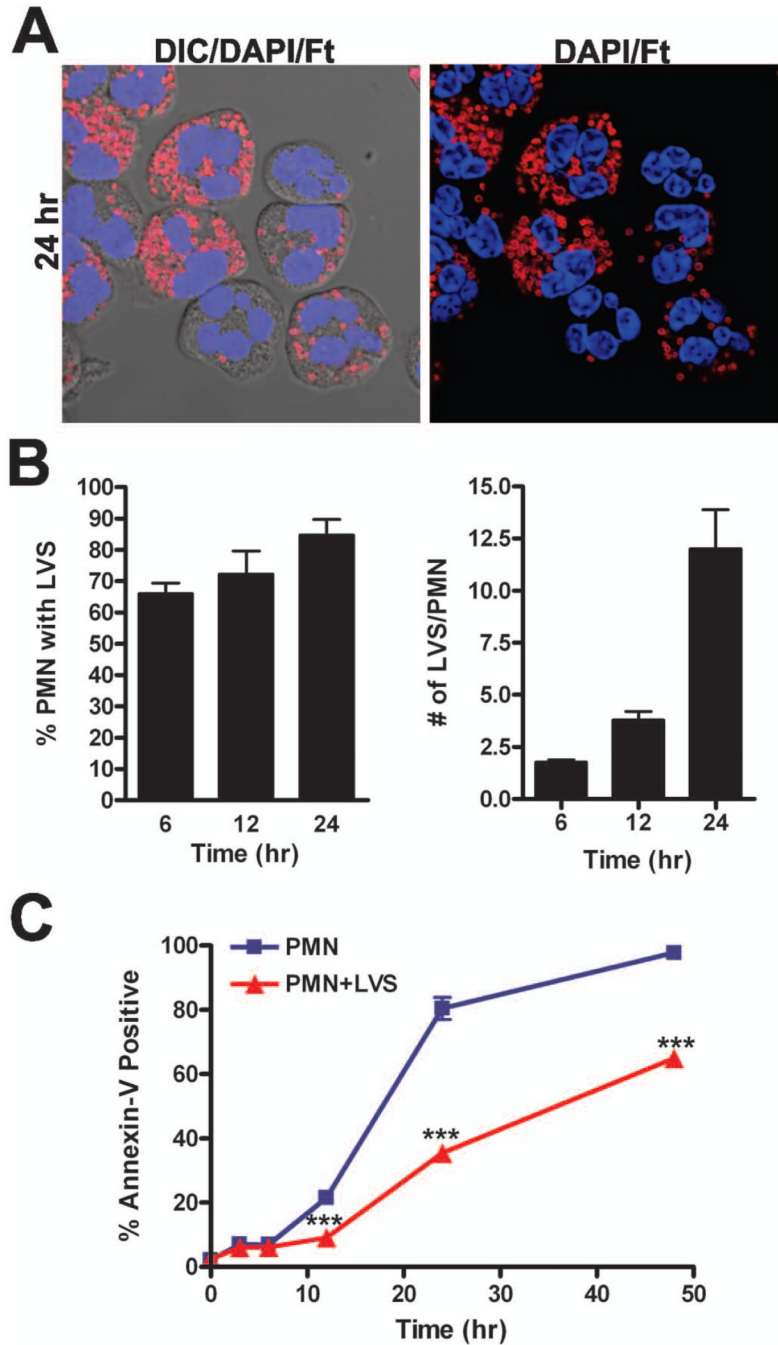 A
DIC/DAPI/Ft
DAPI/Ft
24 hr
B
% PMN with LVS
100
90
80
70
60
50
40
30
20
10
0
6 12 24
Time (hr)
# of LVS/PMN
15.0
12.5
10.0
7.5
5.0
2.5
0.0
6 12 24
Time (hr)
C
PMN
PMN+LVS
% Annexin-V Positive
100
80
60
40
20
0
***
***
***
0 10 20 30 40 50
Time (hr)